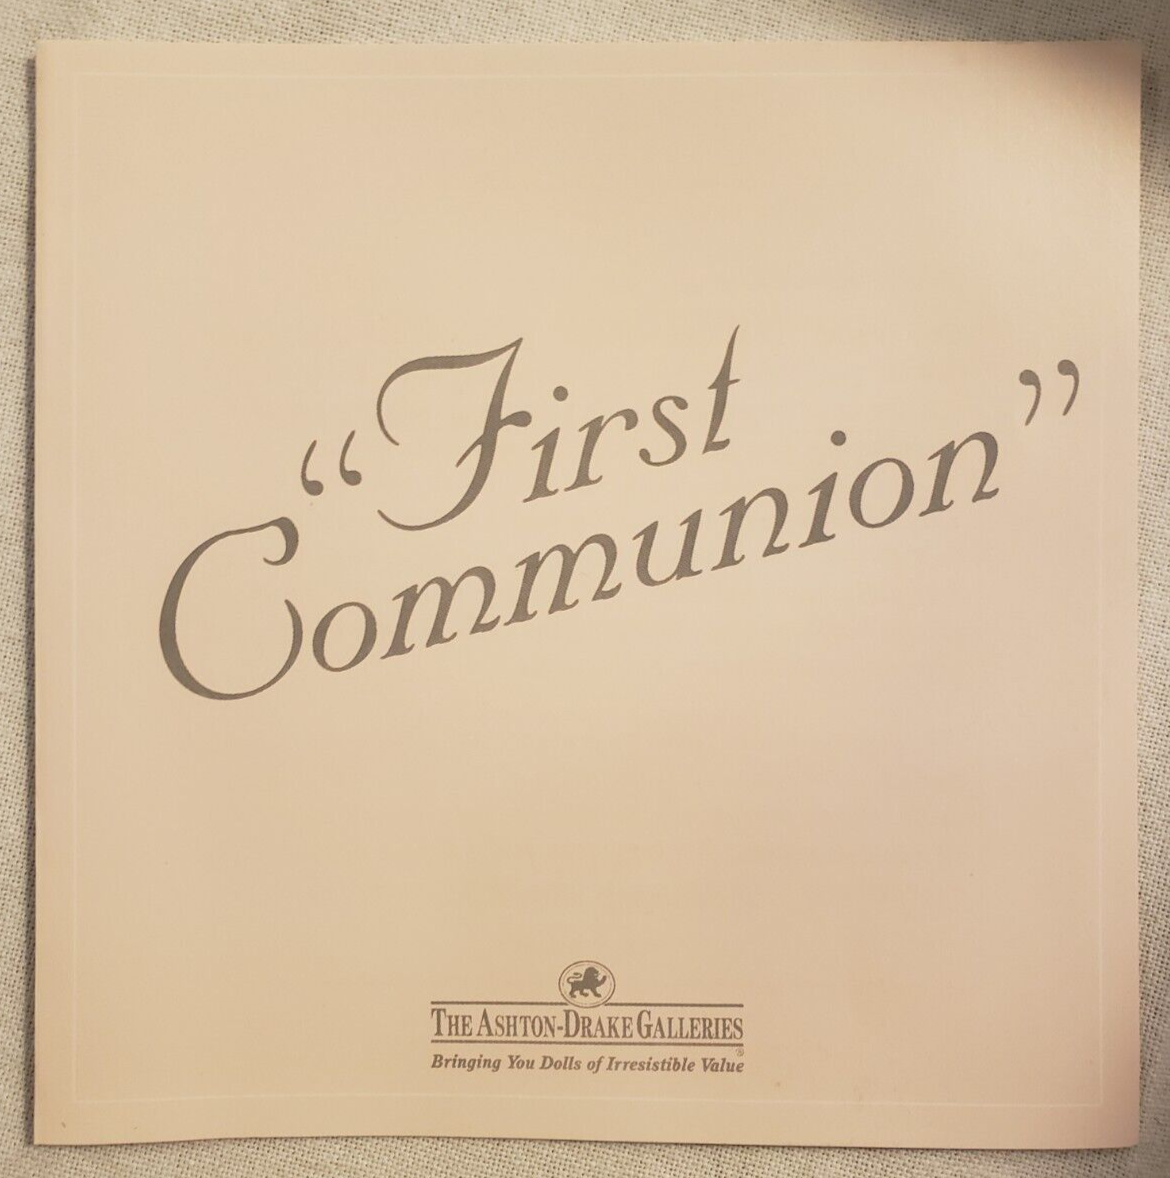 “First
Communion”
THE ASHTON-DRAKE GALLERIES
®
Bringing You Dolls of Irresistible Value